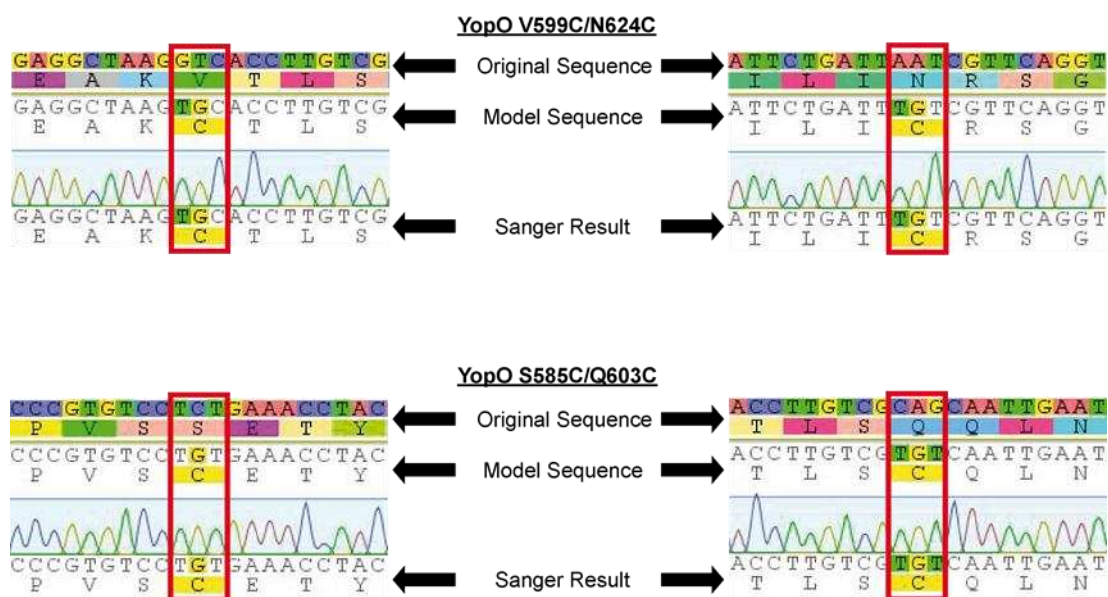 YopO V599C/N624C
GAGGCTAAGGTCACCTTGTCG
E A K V T L S
Original Sequence
ATTCTGATTAATCGTTCAGGT
I L I N R S G
GAGGCTAAGTGCACCTTGTCG
E A K C T L S
Model Sequence
ATTCTGATTTGTCGTTCAGGT
I L I C R S G
GAGGCTAAGTGCACCTTGTCG
E A K C T L S
Sanger Result
ATTCTGATTTGTCGTTCAGGT
I L I C R S G
YopO S585C/Q603C
CCCGTGTCCTCTGAAACCTAC
P V S S E T Y
Original Sequence
ACCTTGTCGCAGCAATTGAAT
T L S Q Q L N
CCCGTGTCCTGTGAAACCTAC
P V S C E T Y
Model Sequence
ACCTTGTCGTGTCAATTGAAT
T L S C Q L N
CCCGTGTCCTGTGAAACCTAC
P V S C E T Y
Sanger Result
ACCTTGTCGTGTCAATTGAAT
T L S C Q L N